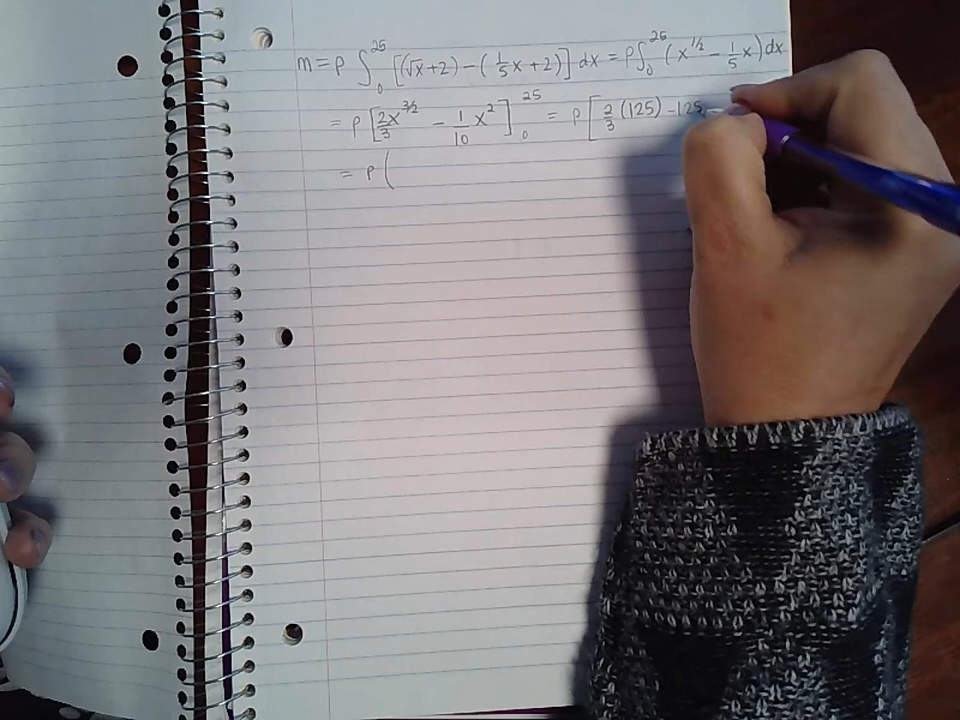 m = ρ ∫₀²⁵ [(√x + 2) − (1/5 x + 2)] dx = ρ ∫₀²⁵ (x^1/2 − 1/5 x) dx
= ρ [2x^3/2 / 3 − 1/10 x²]₀²⁵ = ρ [2/3 (125) − 125
= ρ (